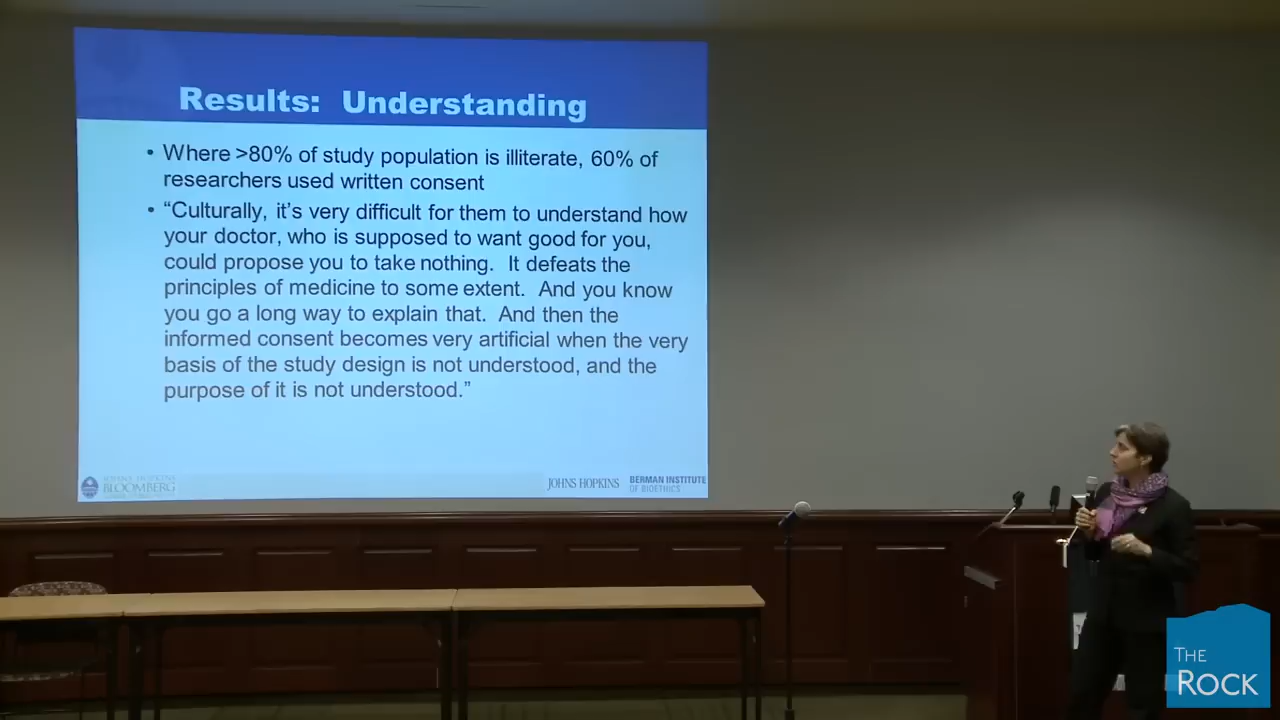 Results: Understanding
• Where >80% of study population is illiterate, 60% of
researchers used written consent
• “Culturally, it’s very difficult for them to understand how
your doctor, who is supposed to want good for you,
could propose you to take nothing. It defeats the
principles of medicine to some extent. And you know
you go a long way to explain that. And then the
informed consent becomes very artificial when the very
basis of the study design is not understood, and the
purpose of it is not understood.”
JOHNS HOPKINS
BLOOMBERG
JOHNS HOPKINS
BERMAN INSTITUTE
OF BIOETHICS
THE
ROCK